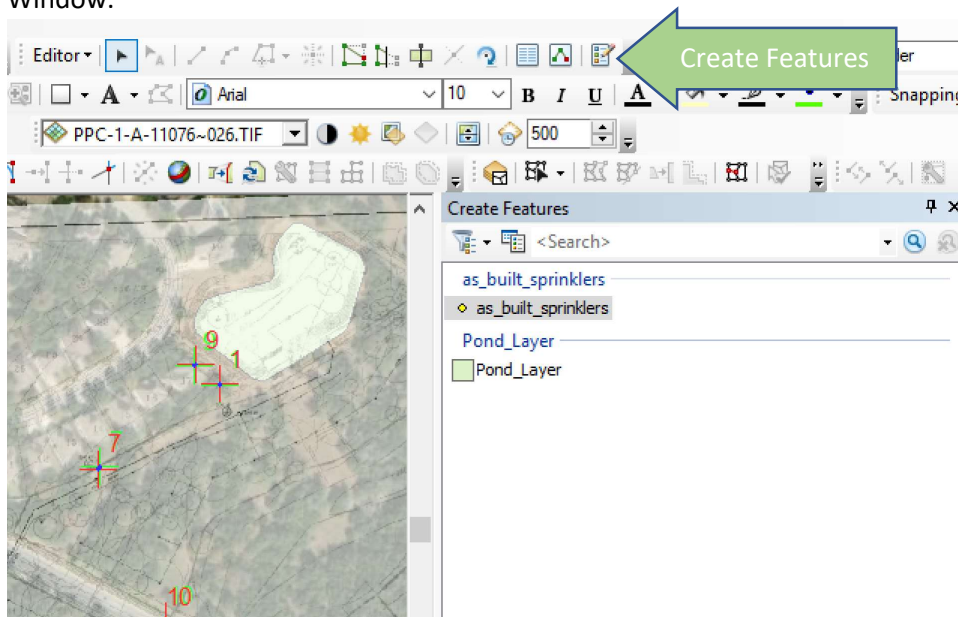 Window.
Editor
Create Features
ler
A Arial 10 B I U A Snapping
PPC-1-A-11076~026.TIF 500
Create Features
<Search>
as_built_sprinklers
as_built_sprinklers
Pond_Layer
Pond_Layer
9
1
7
10